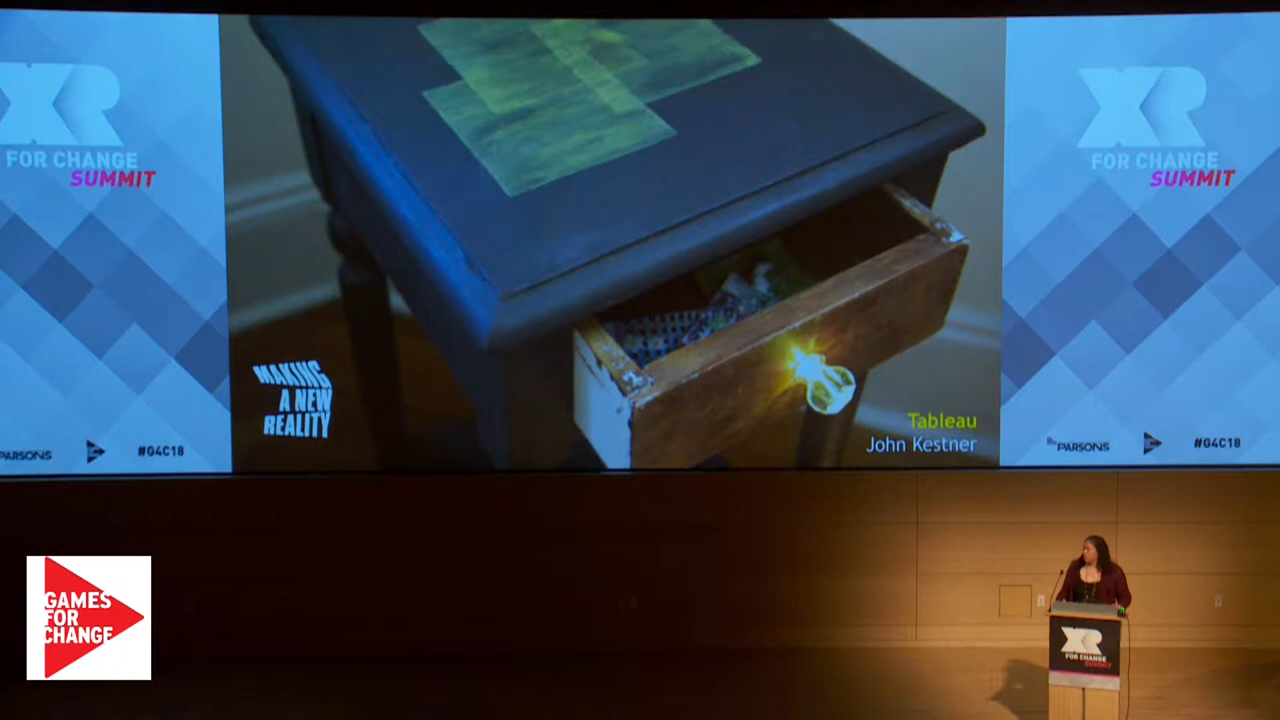 XR
FOR CHANGE
SUMMIT
PARSONS
#G4C18
MAKING
A NEW
REALITY
Tableau
John Kestner
XR
FOR CHANGE
SUMMIT
PARSONS
#G4C18
GAMES
FOR
CHANGE
XR
FOR CHANGE
SUMMIT